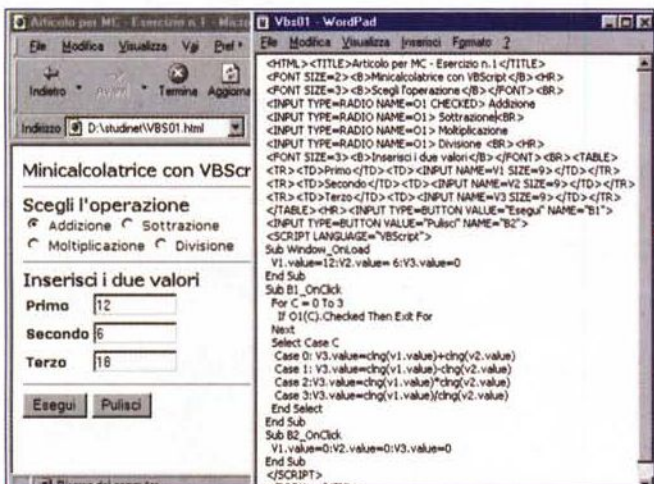 Articolo per MC - Esercizio n.1 - Micro
File Modifica Visualizza Vai Pref
Indietro Avanti Termina Aggiorna
Indirizzo D:\studinet\VBS01.html
Minicalcolatrice con VBScr
Scegli l'operazione
Addizione Sottrazione
Moltiplicazione Divisione
Inserisci i due valori
Primo 12
Secondo 6
Terzo 18
Esegui Pulisci
Vbs01 - WordPad
File Modifica Visualizza Inserisci Formato ?
<HTML><TITLE>Articolo per MC - Esercizio n.1</TITLE>
<FONT SIZE=2><B>Minicalcolatrice con VBScript</B><HR>
<FONT SIZE=3><B>Scegli l'operazione</B></FONT><BR>
<INPUT TYPE=RADIO NAME=O1 CHECKED> Addizione
<INPUT TYPE=RADIO NAME=O1> Sottrazione<BR>
<INPUT TYPE=RADIO NAME=O1> Moltiplicazione
<INPUT TYPE=RADIO NAME=O1> Divisione <BR><HR>
<FONT SIZE=3><B>Inserisci i due valori</B></FONT><BR><TABLE>
<TR><TD>Primo</TD><TD><INPUT NAME=V1 SIZE=9></TD></TR>
<TR><TD>Secondo</TD><TD><INPUT NAME=V2 SIZE=9></TD></TR>
<TR><TD>Terzo</TD><TD><INPUT NAME=V3 SIZE=9></TD></TR>
</TABLE><HR><INPUT TYPE=BUTTON VALUE="Esegui" NAME="B1">
<INPUT TYPE=BUTTON VALUE="Pulisci" NAME="B2">
<SCRIPT LANGUAGE="VBScript">
Sub Window_OnLoad
V1.value=12:V2.value= 6:V3.value=0
End Sub
Sub B1_OnClick
For C = 0 To 3
If O1(C).Checked Then Exit For
Next
Select Case C
Case 0: V3.value=clng(v1.value)+clng(v2.value)
Case 1: V3.value=clng(v1.value)-clng(v2.value)
Case 2:V3.value=clng(v1.value)*clng(v2.value)
Case 3:V3.value=clng(v1.value)/clng(v2.value)
End Select
End Sub
Sub B2_OnClick
V1.value=0:V2.value=0:V3.value=0
End Sub
</SCRIPT>